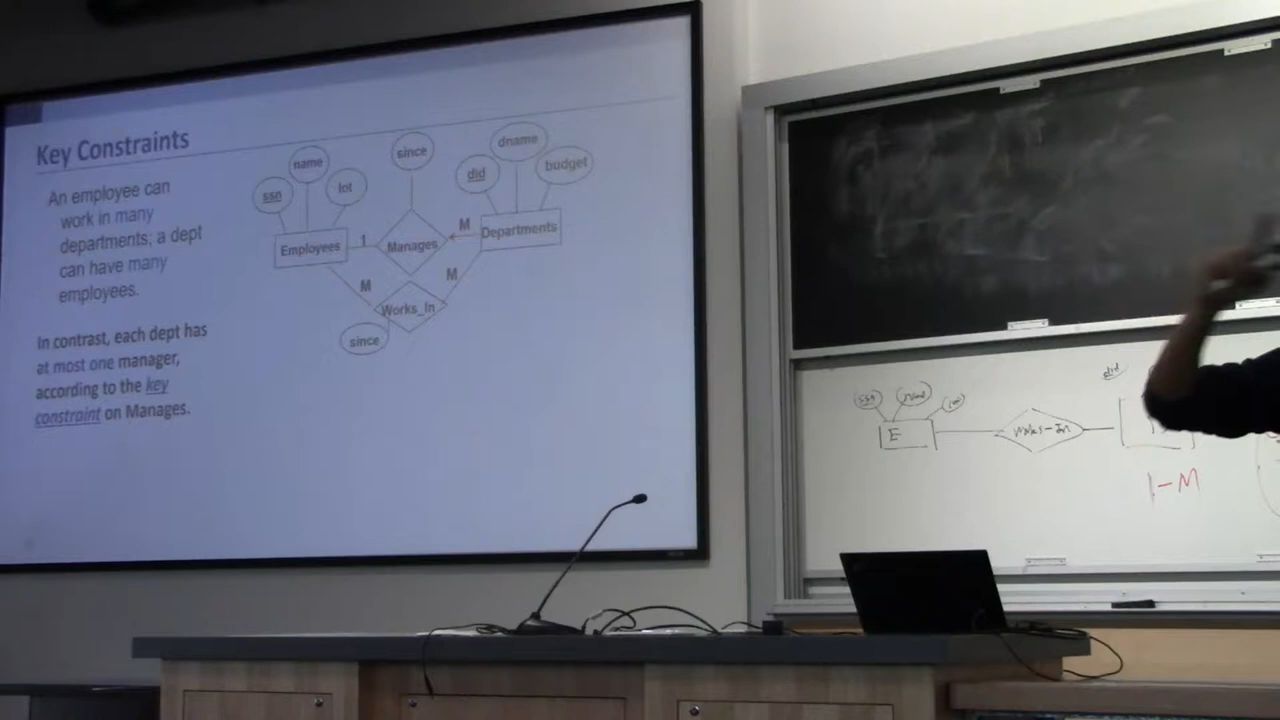 Key Constraints
An employee can
work in many
departments; a dept
can have many
employees.
In contrast, each dept has
at most one manager,
according to the key
constraint on Manages.
ssn
name
lot
since
did
dname
budget
Employees
1
Manages
M
Departments
M
M
Works_In
since
did
ssn
name
lot
E
Works-In
1-M